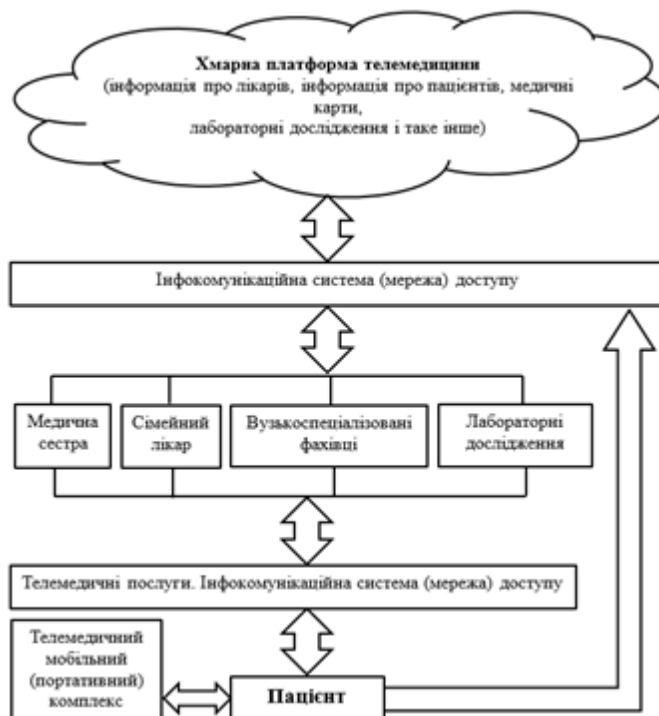 Хмарна платформа телемедицини
(інформація про лікарів, інформація про пацієнтів, медичні
карти,
лабораторні дослідження і таке інше)
Інфокомунікаційна система (мережа) доступу
Медична
сестра
Сімейний
лікар
Вузькоспеціалізовані
фахівці
Лабораторні
дослідження
Телемедичні послуги. Інфокомунікаційна система (мережа) доступу
Телемедичний
мобільний
(портативний)
комплекс
Пацієнт